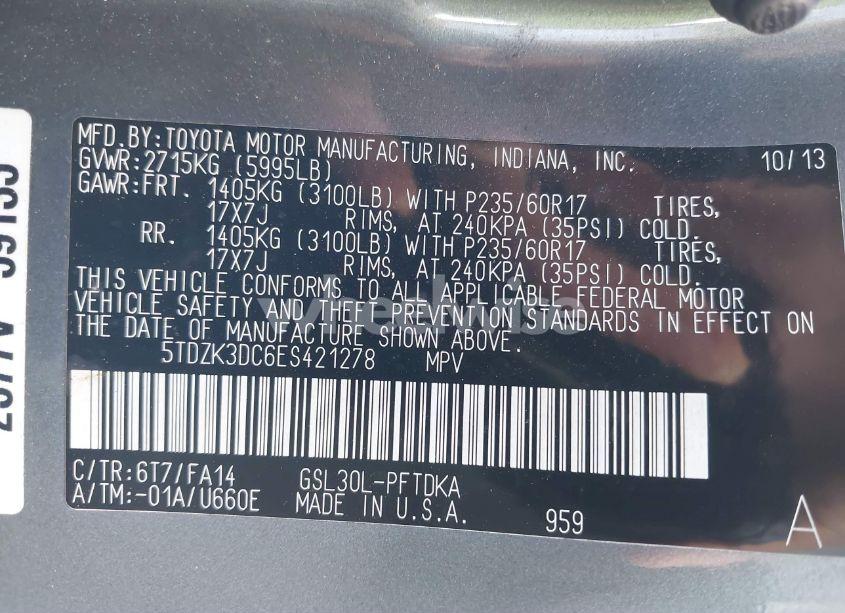 MFD.BY:TOYOTA MOTOR MANUFACTURING, INDIANA, INC. 10/13
GVWR:2715KG (5995LB)
GAWR:FRT. 1405KG (3100LB) WITH P235/60R17 TIRES,
17X7J RIMS, AT 240KPA (35PSI) COLD.
RR. 1405KG (3100LB) WITH P235/60R17 TIRES,
17X7J RIMS, AT 240KPA (35PSI) COLD.
THIS VEHICLE CONFORMS TO ALL APPLICABLE FEDERAL MOTOR
VEHICLE SAFETY AND THEFT PREVENTION STANDARDS IN EFFECT ON
THE DATE OF MANUFACTURE SHOWN ABOVE.
5TDZK3DC6ES421278 MPV
C/TR:6T7/FA14 GSL30L-PFTDKA
A/TM:-01A/U660E MADE IN U.S.A. 959 A